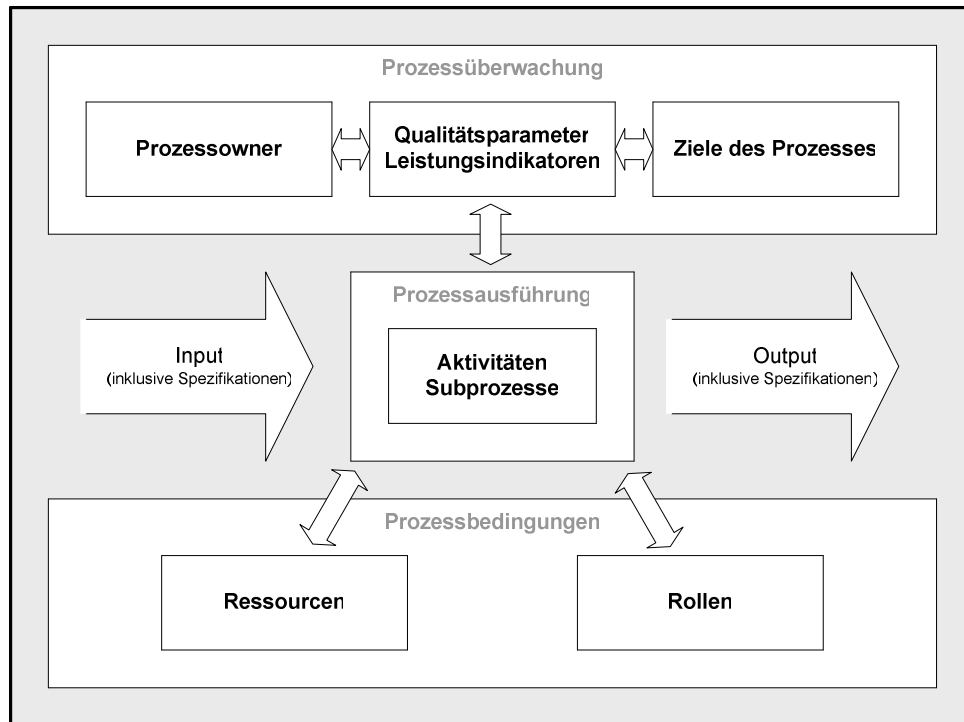 Prozessüberwachung
Prozessowner
Qualitätsparameter
Leistungsindikatoren
Ziele des Prozesses
Prozessausführung
Input
(inklusive Spezifikationen)
Aktivitäten
Subprozesse
Output
(inklusive Spezifikationen)
Prozessbedingungen
Ressourcen
Rollen